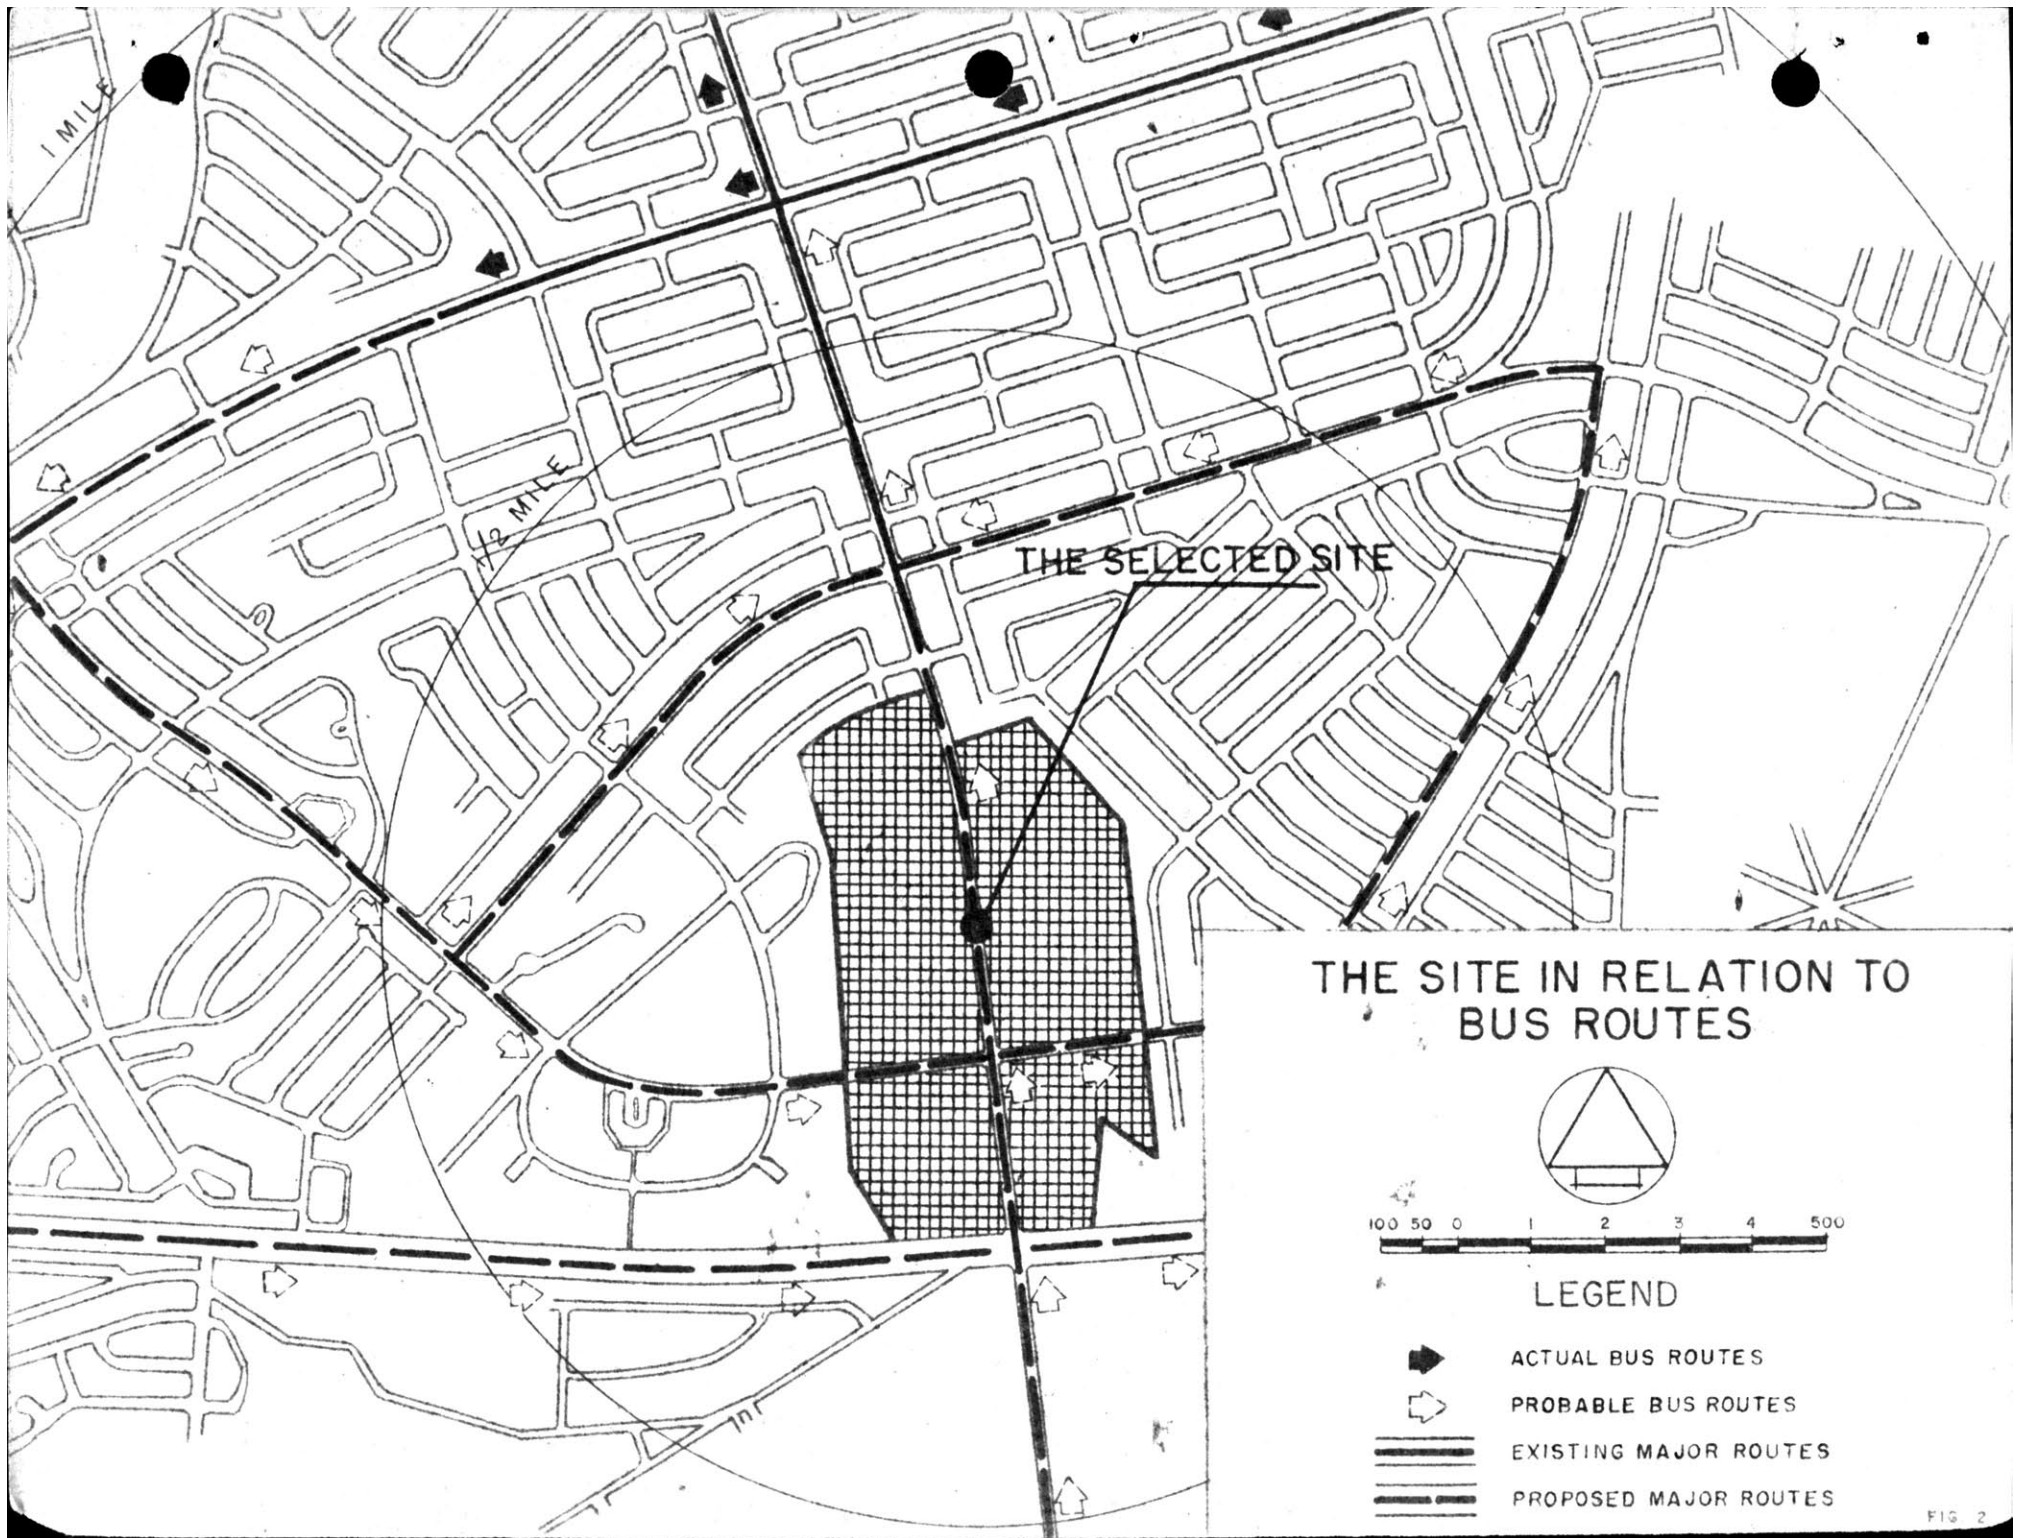 1 MILE
1/2 MILE
THE SELECTED SITE
THE SITE IN RELATION TO
BUS ROUTES
100 50 0 1 2 3 4 500
LEGEND
ACTUAL BUS ROUTES
PROBABLE BUS ROUTES
EXISTING MAJOR ROUTES
PROPOSED MAJOR ROUTES
FIG. 2